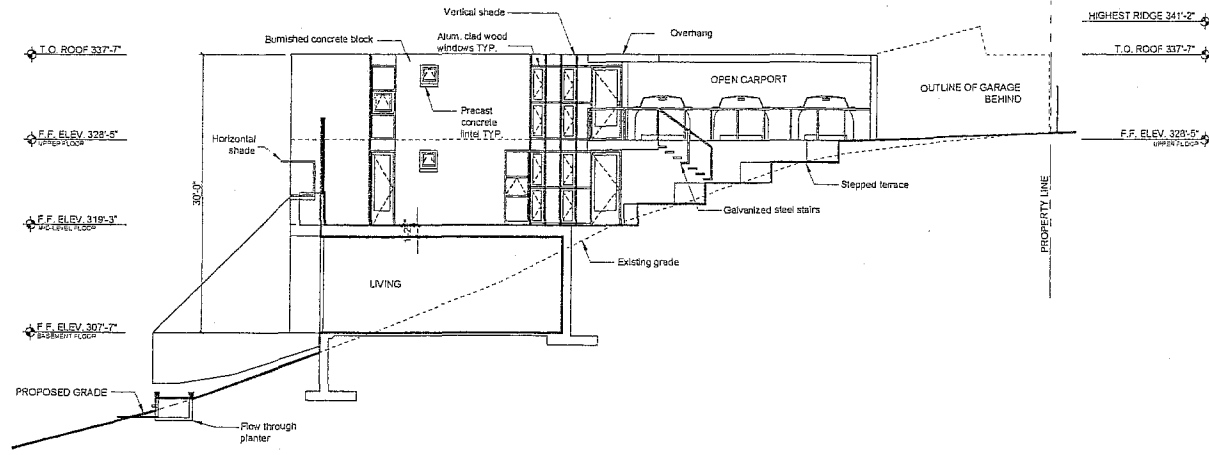 Vertical shade
HIGHEST RIDGE 341'-2"
T.O. ROOF 337'-7"
Burnished concrete block
Alum. clad wood
windows TYP.
Overhang
T.O. ROOF 337'-7"
OPEN CARPORT
OUTLINE OF GARAGE
BEHIND
Precast
concrete
lintel TYP.
F.F. ELEV. 328'-5"
UPPER FLOOR
Horizontal
shade
F.F. ELEV. 328'-5"
UPPER FLOOR
Stepped terrace
30'-0"
Galvanized steel stairs
F.F. ELEV. 319'-3"
MID-LEVEL FLOOR
PROPERTY LINE
Existing grade
LIVING
F.F. ELEV. 307'-7"
BASEMENT FLOOR
PROPOSED GRADE
Flow through
planter